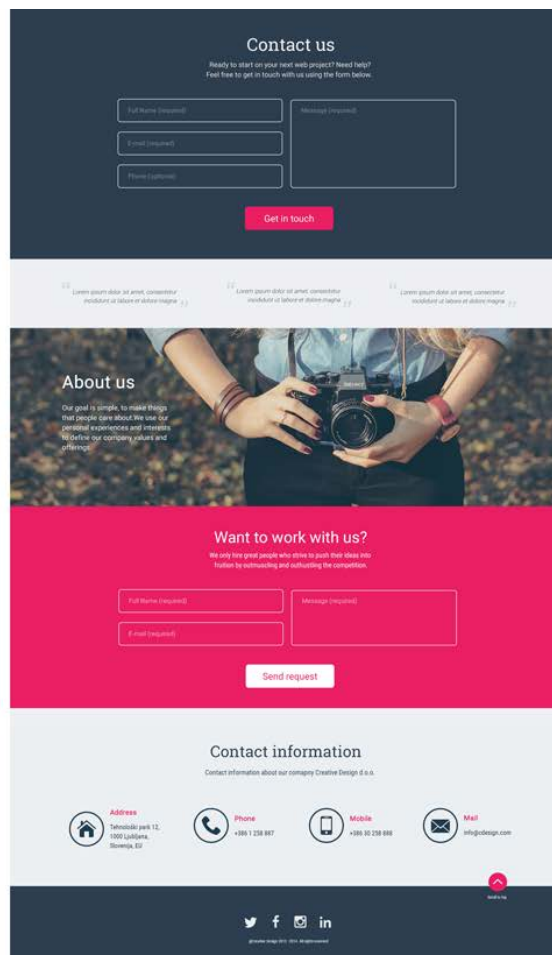 Contact us
Ready to start on your next web project? Need help?
Feel free to get in touch with us using the form below.
Full Name (required)
Message (required)
E-mail (required)
Phone (optional)
Get in touch
Lorem ipsum dolor sit amet, consectetur
incididunt ut labore et dolore magna
Lorem ipsum dolor sit amet, consectetur
incididunt ut labore et dolore magna
Lorem ipsum dolor sit amet, consectetur
incididunt ut labore et dolore magna
About us
Our goal is simple, to make things
that people care about.We use our
personal experiences and interests
to define our company values and
offerings.
Want to work with us?
We only hire great people who strive to push their ideas into
fruition by outmuscling and outhustling the competition.
Full Name (required)
Message (required)
E-mail (required)
Send request
Contact information
Contact information about our comapny Creative Design d.o.o.
Address
Tehnološki park 12,
1000 Ljubljana,
Slovenija, EU
Phone
+386 1 258 887
Mobile
+386 30 258 888
Mail
info@cdesign.com
Scroll to top